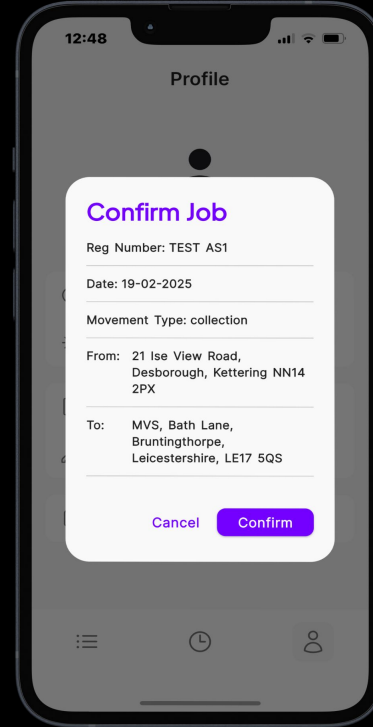 12:48
Profile
Confirm Job
Reg Number: TEST AS1
Date: 19-02-2025
Movement Type: collection
From: 21 Ise View Road,
Desborough, Kettering NN14
2PX
To: MVS, Bath Lane,
Bruntingthorpe,
Leicestershire, LE17 5QS
Cancel Confirm